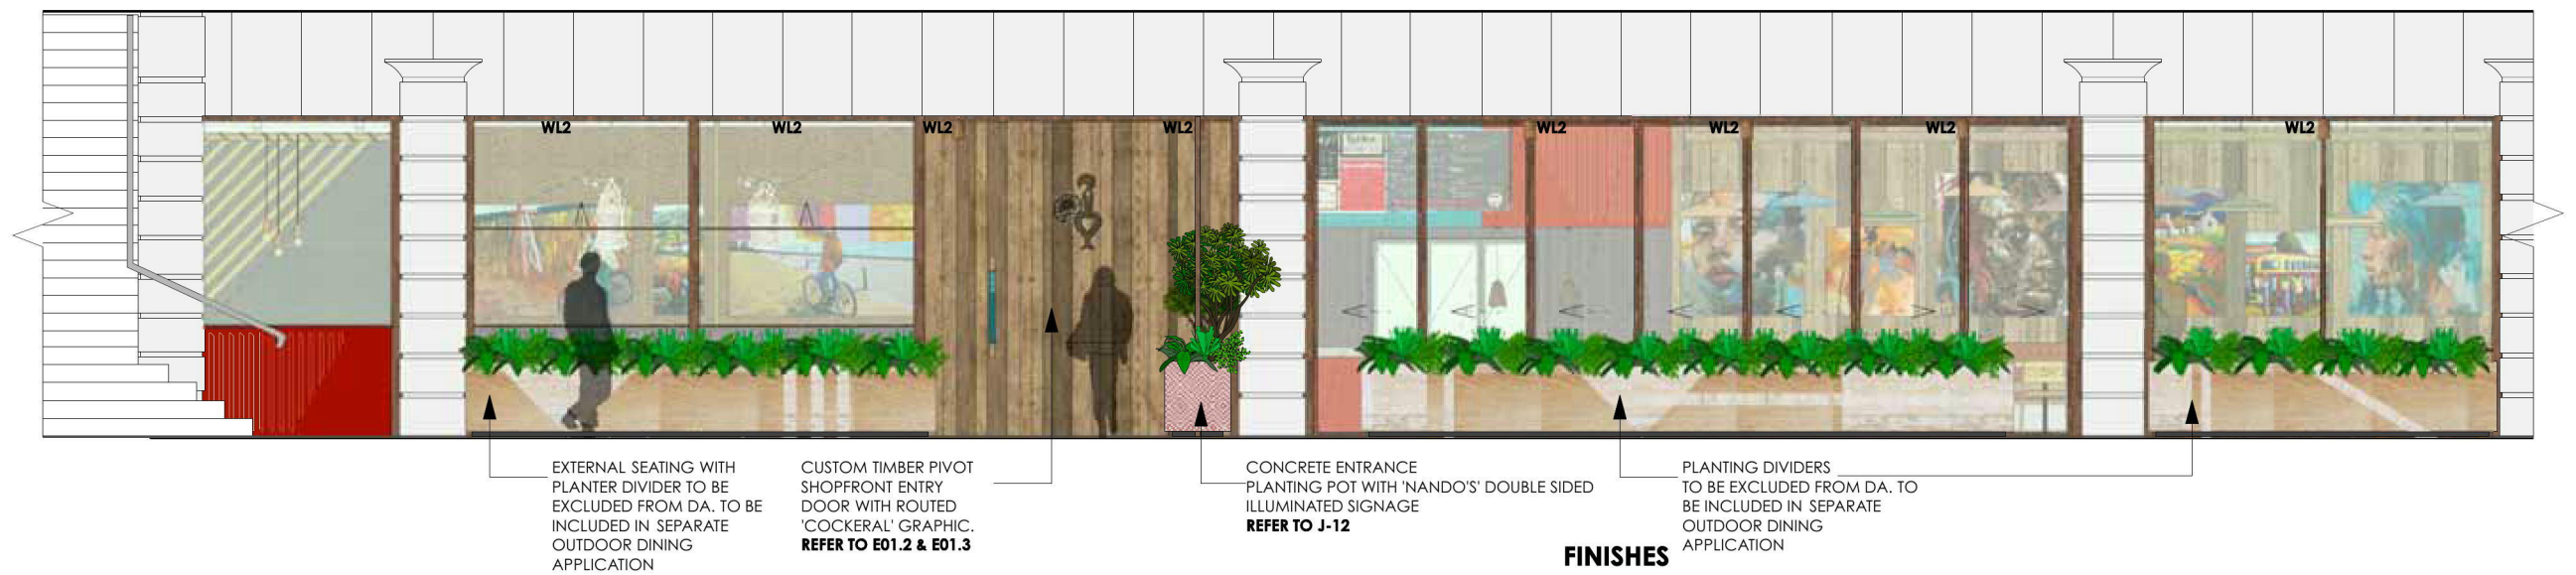 WL2
WL2
WL2
WL2
WL2
WL2
WL2
WL2
EXTERNAL SEATING WITH
PLANTER DIVIDER TO BE
EXCLUDED FROM DA. TO BE
INCLUDED IN SEPARATE
OUTDOOR DINING
APPLICATION
CUSTOM TIMBER PIVOT
SHOPFRONT ENTRY
DOOR WITH ROUTED
'COCKERAL' GRAPHIC.
REFER TO E01.2 & E01.3
CONCRETE ENTRANCE
PLANTING POT WITH 'NANDO'S' DOUBLE SIDED
ILLUMINATED SIGNAGE
REFER TO J-12
PLANTING DIVIDERS
TO BE EXCLUDED FROM DA. TO
BE INCLUDED IN SEPARATE
OUTDOOR DINING
APPLICATION
FINISHES